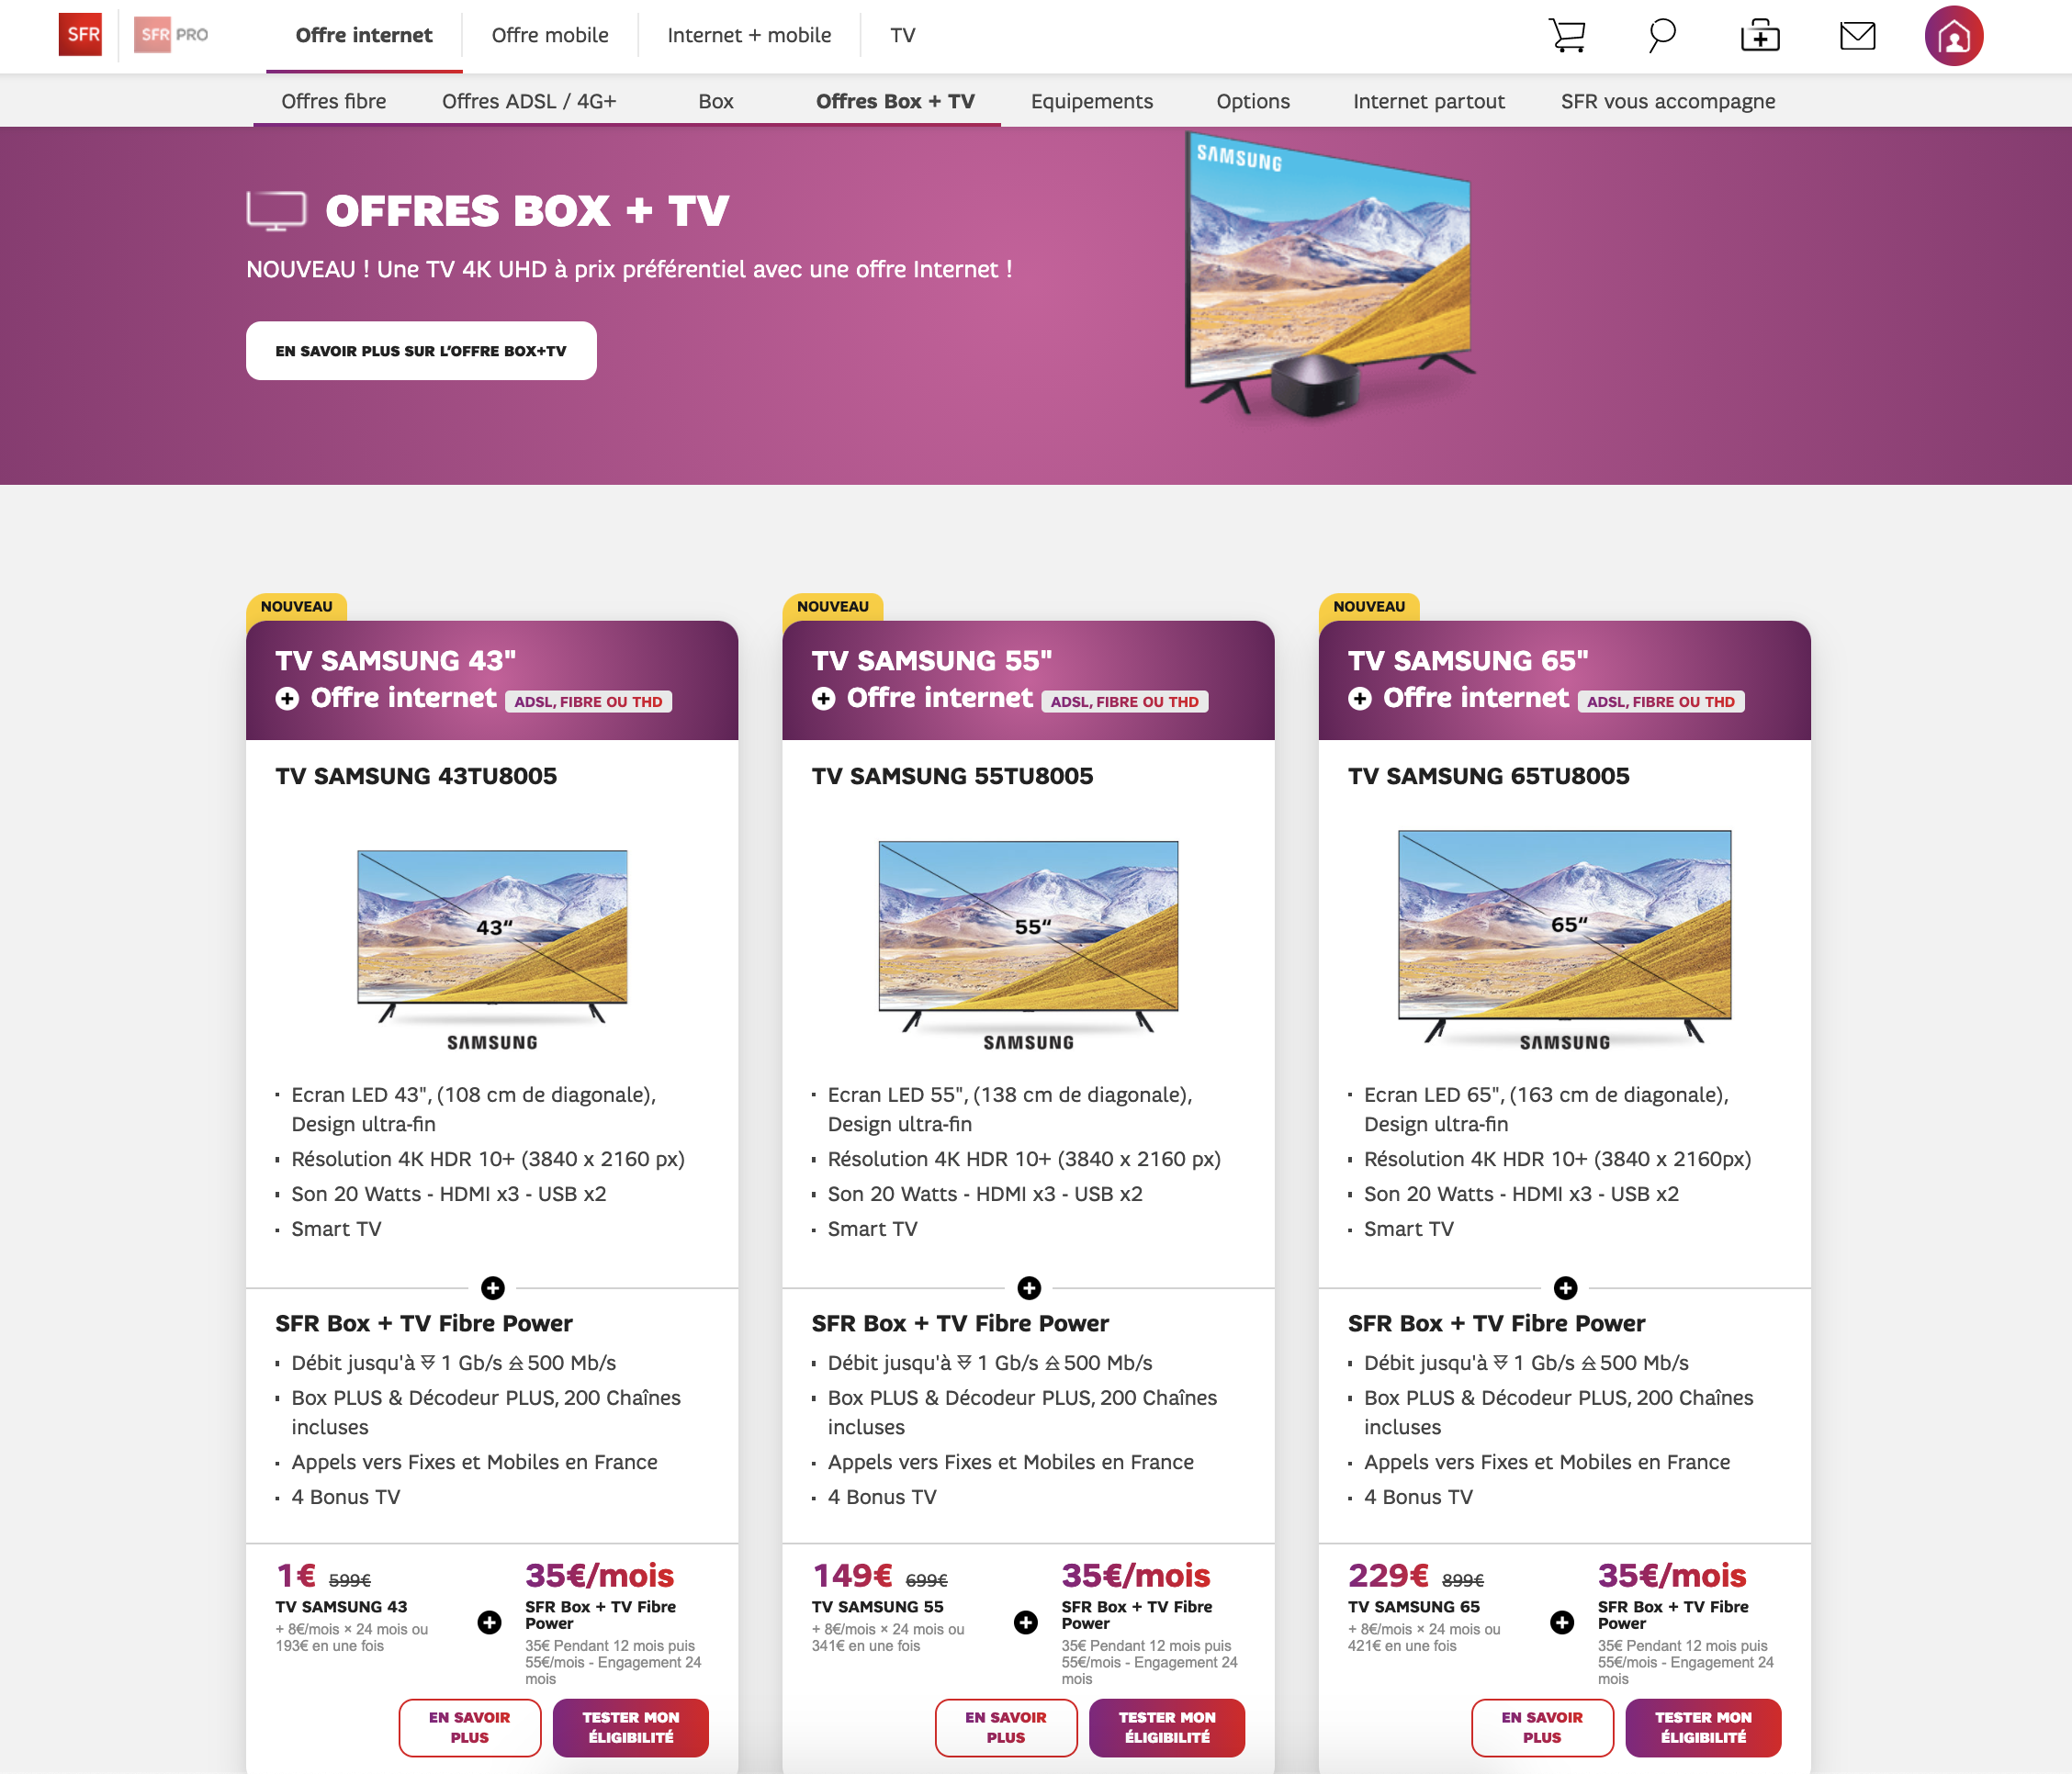 SFR
SFR PRO
Offre internet
Offre mobile
Internet + mobile
TV
Offres fibre
Offres ADSL / 4G+
Box
Offres Box + TV
Equipements
Options
Internet partout
SFR vous accompagne
OFFRES BOX + TV
NOUVEAU ! Une TV 4K UHD à prix préférentiel avec une offre Internet !
EN SAVOIR PLUS SUR L'OFFRE BOX+TV
SAMSUNG
NOUVEAU
TV SAMSUNG 43"
Offre internet ADSL, FIBRE OU THD
TV SAMSUNG 43TU8005
43“
SAMSUNG
· Ecran LED 43", (108 cm de diagonale),
Design ultra-fin
· Résolution 4K HDR 10+ (3840 x 2160 px)
· Son 20 Watts - HDMI x3 - USB x2
· Smart TV
SFR Box + TV Fibre Power
· Débit jusqu'à 1 Gb/s 500 Mb/s
· Box PLUS & Décodeur PLUS, 200 Chaînes
incluses
· Appels vers Fixes et Mobiles en France
· 4 Bonus TV
1€ 599€
TV SAMSUNG 43
+ 8€/mois × 24 mois ou
193€ en une fois
35€/mois
SFR Box + TV Fibre
Power
35€ Pendant 12 mois puis
55€/mois - Engagement 24
mois
EN SAVOIR
PLUS
TESTER MON
ÉLIGIBILITÉ
NOUVEAU
TV SAMSUNG 55"
Offre internet ADSL, FIBRE OU THD
TV SAMSUNG 55TU8005
55“
SAMSUNG
· Ecran LED 55", (138 cm de diagonale),
Design ultra-fin
· Résolution 4K HDR 10+ (3840 x 2160 px)
· Son 20 Watts - HDMI x3 - USB x2
· Smart TV
SFR Box + TV Fibre Power
· Débit jusqu'à 1 Gb/s 500 Mb/s
· Box PLUS & Décodeur PLUS, 200 Chaînes
incluses
· Appels vers Fixes et Mobiles en France
· 4 Bonus TV
149€ 699€
TV SAMSUNG 55
+ 8€/mois × 24 mois ou
341€ en une fois
35€/mois
SFR Box + TV Fibre
Power
35€ Pendant 12 mois puis
55€/mois - Engagement 24
mois
EN SAVOIR
PLUS
TESTER MON
ÉLIGIBILITÉ
NOUVEAU
TV SAMSUNG 65"
Offre internet ADSL, FIBRE OU THD
TV SAMSUNG 65TU8005
65“
SAMSUNG
· Ecran LED 65", (163 cm de diagonale),
Design ultra-fin
· Résolution 4K HDR 10+ (3840 x 2160px)
· Son 20 Watts - HDMI x3 - USB x2
· Smart TV
SFR Box + TV Fibre Power
· Débit jusqu'à 1 Gb/s 500 Mb/s
· Box PLUS & Décodeur PLUS, 200 Chaînes
incluses
· Appels vers Fixes et Mobiles en France
· 4 Bonus TV
229€ 899€
TV SAMSUNG 65
+ 8€/mois × 24 mois ou
421€ en une fois
35€/mois
SFR Box + TV Fibre
Power
35€ Pendant 12 mois puis
55€/mois - Engagement 24
mois
EN SAVOIR
PLUS
TESTER MON
ÉLIGIBILITÉ